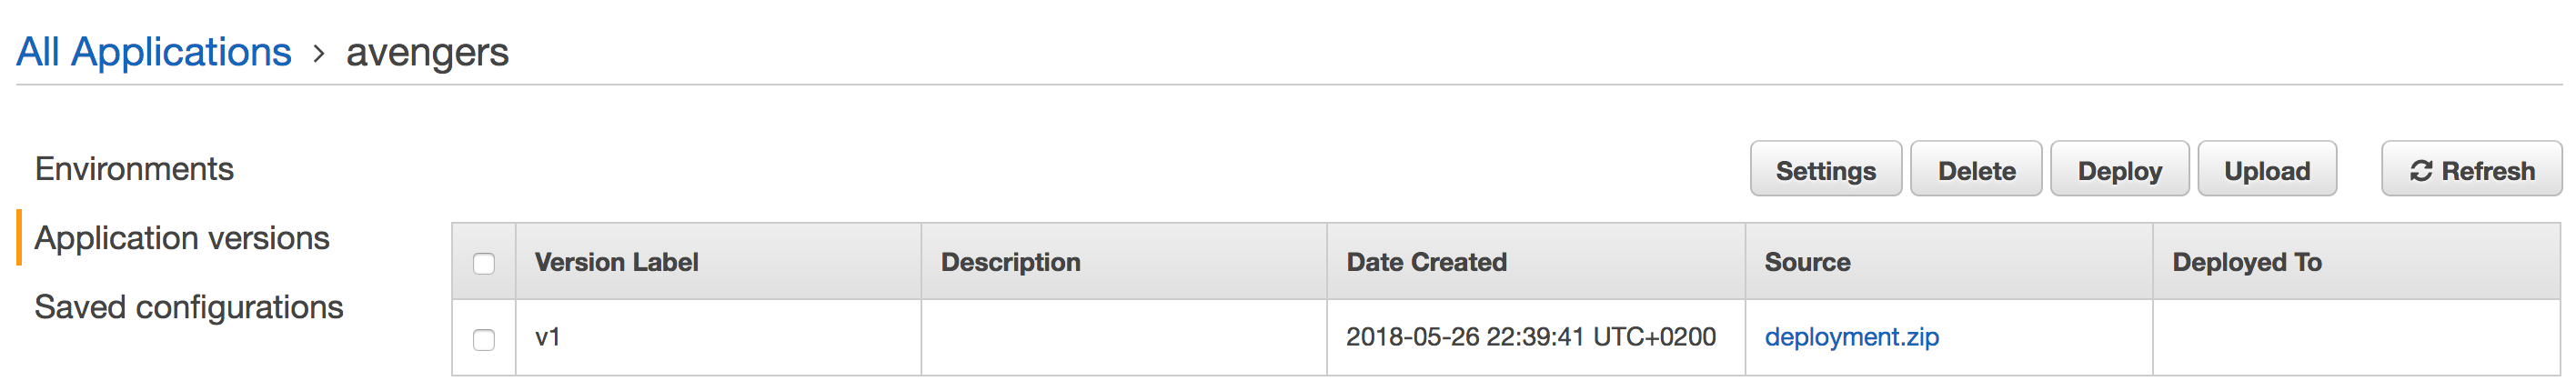 All Applications › avengers
Environments
Application versions
Saved configurations
Settings Delete Deploy Upload Refresh
Version Label Description Date Created Source Deployed To
v1 2018-05-26 22:39:41 UTC+0200 deployment.zip